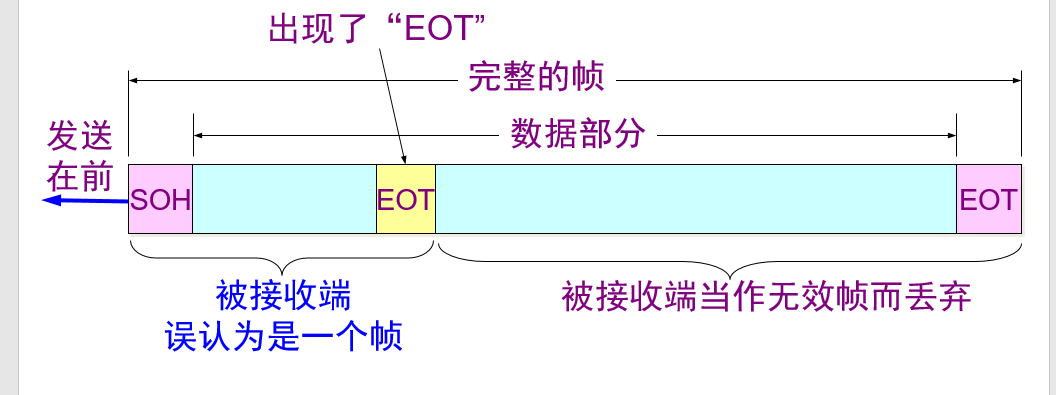 出现了 “EOT”
完整的帧
数据部分
发送
在前
SOH
EOT
EOT
被接收端
误认为是一个帧
被接收端当作无效帧而丢弃